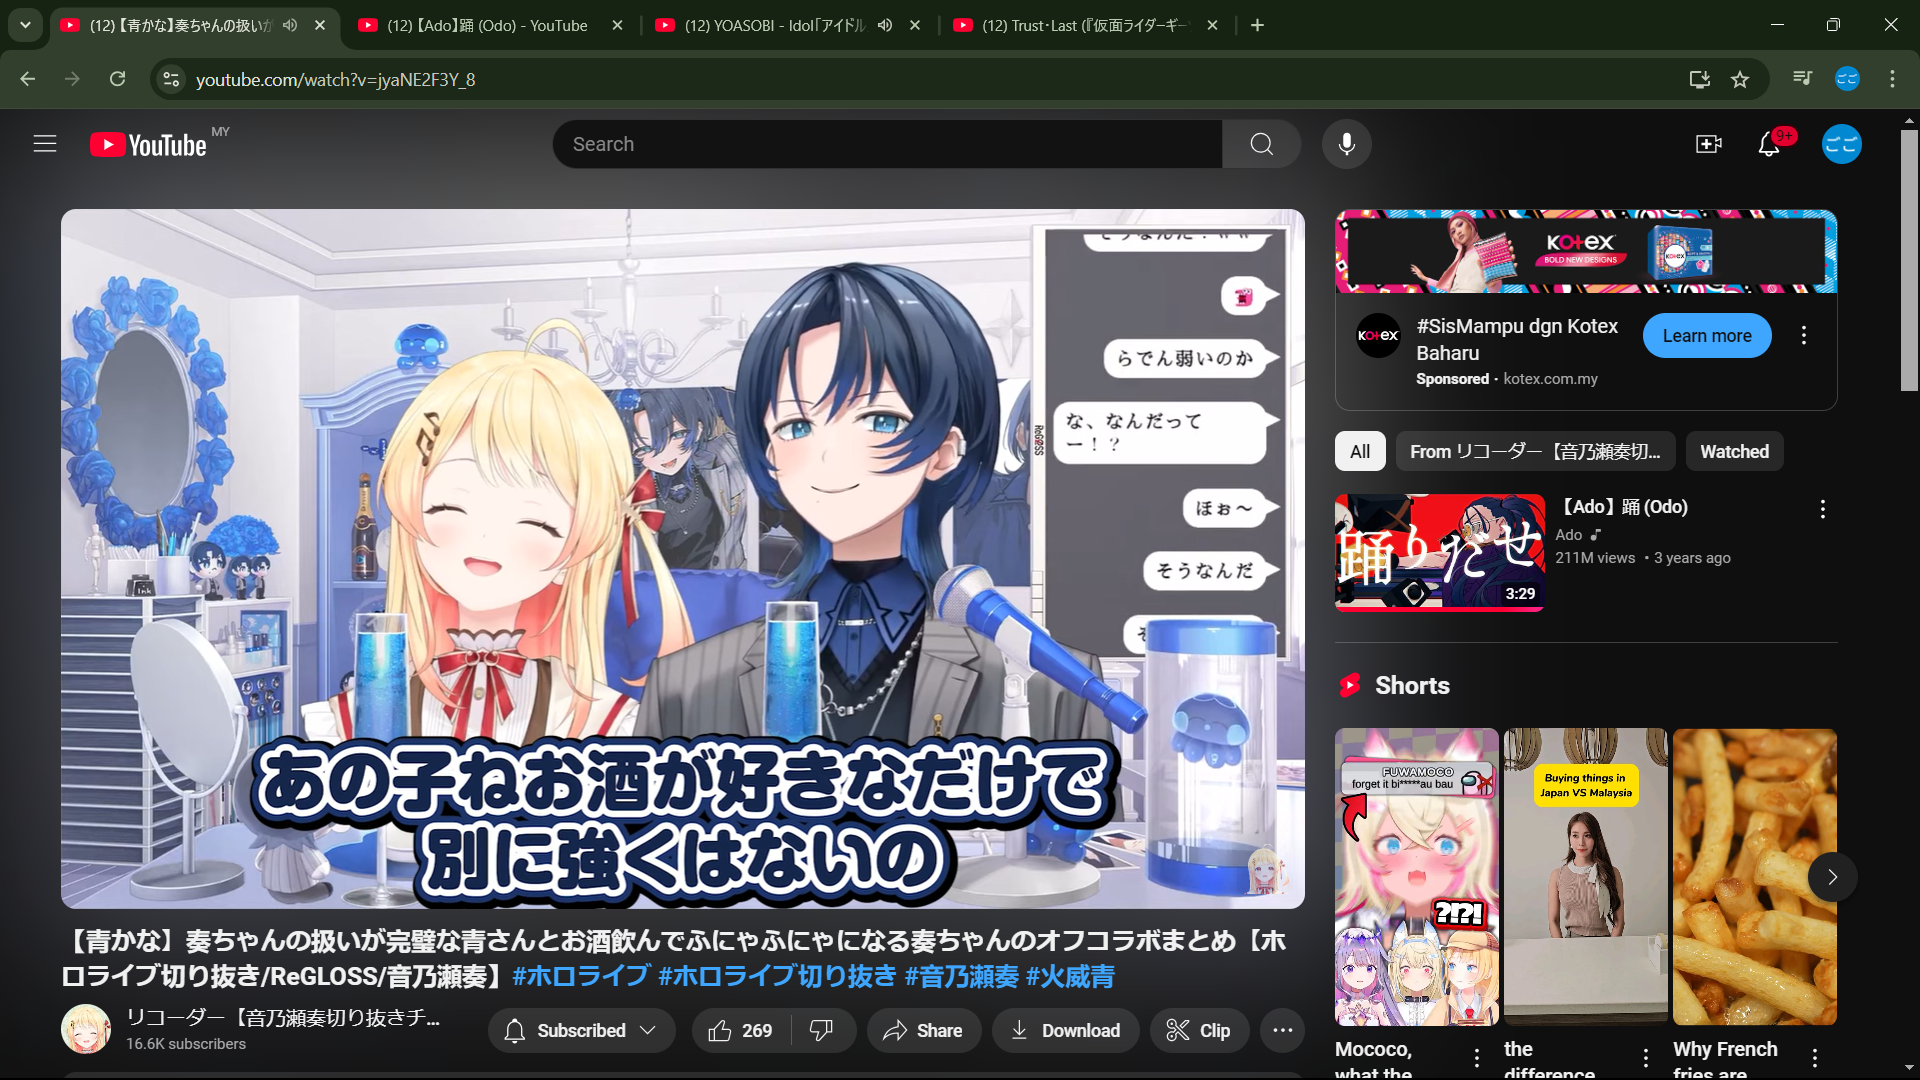 (12)【青かな】奏ちゃんの扱いが
(12)【Ado】踊 (Odo) - YouTube
(12) YOASOBI - Idol「アイドル
(12) Trust・Last (『仮面ライダーギー
youtube.com/watch?v=jyaNE2F3Y_8
YouTube MY
Search
9+
らでん弱いのか
な、なんだって
ー！？
ReGLOSS
ほぉ～
そうなんだ
Ink
あの子ねお酒が好きなだけで
別に強くはないの
【青かな】奏ちゃんの扱いが完璧な青さんとお酒飲んでふにゃふにゃになる奏ちゃんのオフコラボまとめ【ホ
ロライブ切り抜き/ReGLOSS/音乃瀬奏】#ホロライブ #ホロライブ切り抜き #音乃瀬奏 #火威青
リコーダー【音乃瀬奏切り抜きチ...
16.6K subscribers
Subscribed
269
Share
Download
Clip
Kotex
BOLD NEW DESIGNS
Kotex
#SisMampu dgn Kotex
Baharu
Sponsored · kotex.com.my
Learn more
All
From リコーダー【音乃瀬奏切...
Watched
踊りだせ
3:29
【Ado】踊 (Odo)
Ado
211M views • 3 years ago
Shorts
FUWAMOCO
forget it bi*****au bau
?!?!
Buying things in
Japan VS Malaysia
Mococo,
what the
the
difference
Why French
fries are